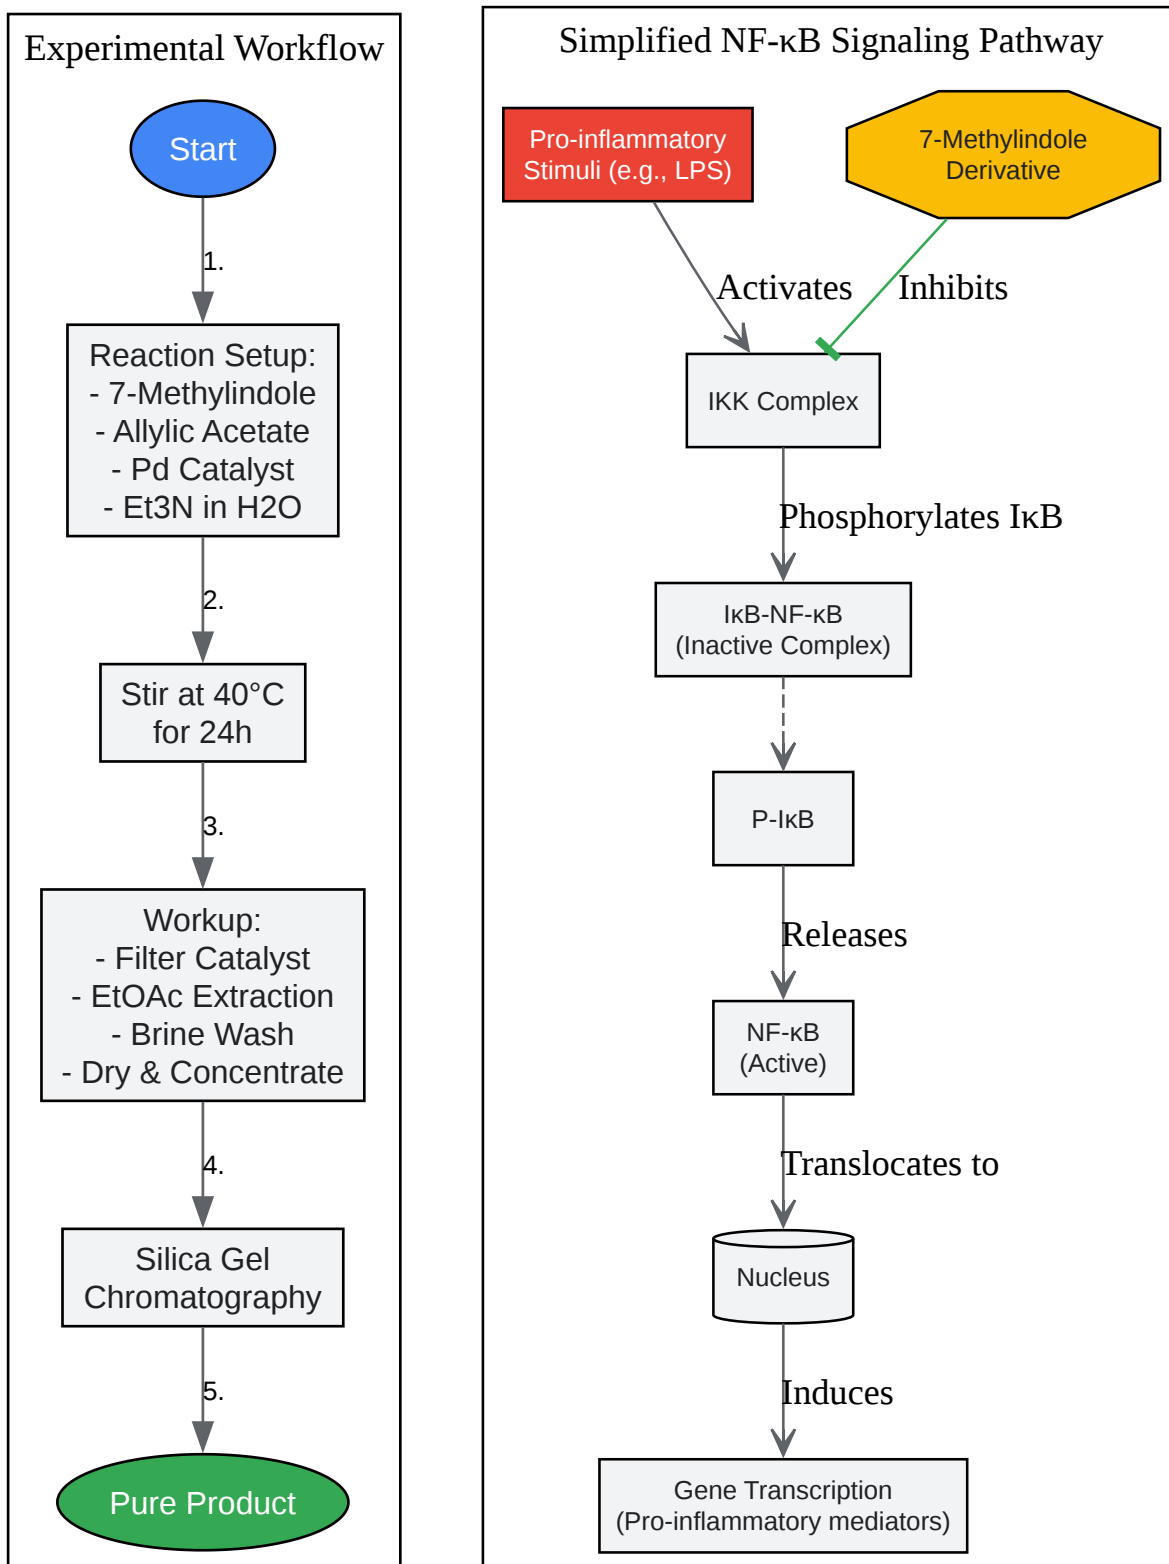 Experimental Workflow
Start
1.
Reaction Setup:
- 7-Methylindole
- Allylic Acetate
- Pd Catalyst
- Et3N in H2O
2.
Stir at 40°C
for 24h
3.
Workup:
- Filter Catalyst
- EtOAc Extraction
- Brine Wash
- Dry & Concentrate
4.
Silica Gel
Chromatography
5.
Pure Product
Simplified NF-κB Signaling Pathway
Pro-inflammatory
Stimuli (e.g., LPS)
7-Methylindole
Derivative
Activates
Inhibits
IKK Complex
Phosphorylates IκB
IκB-NF-κB
(Inactive Complex)
P-IκB
Releases
NF-κB
(Active)
Translocates to
Nucleus
Induces
Gene Transcription
(Pro-inflammatory mediators)